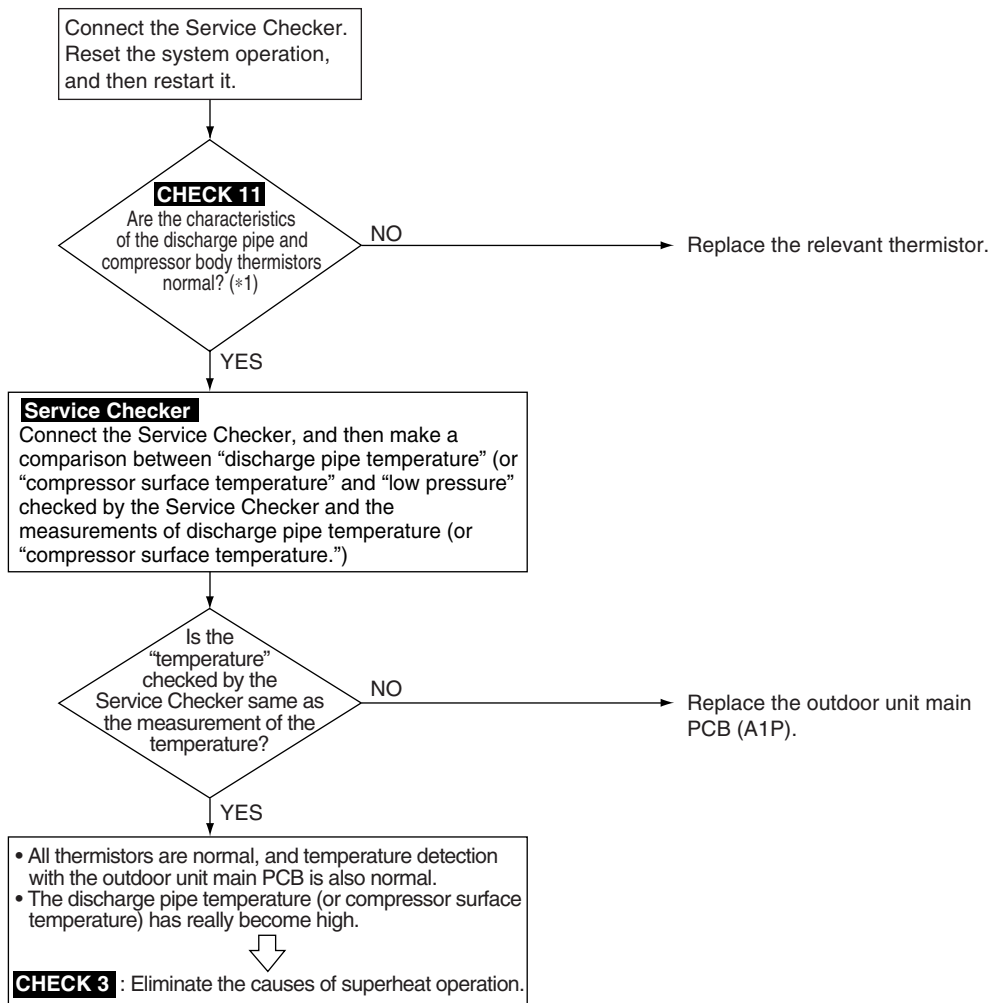 Connect the Service Checker.
Reset the system operation,
and then restart it.
CHECK 11
Are the characteristics
of the discharge pipe and
compressor body thermistors
normal? (*1)
NO
Replace the relevant thermistor.
YES
Service Checker
Connect the Service Checker, and then make a
comparison between “discharge pipe temperature” (or
“compressor surface temperature” and “low pressure”
checked by the Service Checker and the
measurements of discharge pipe temperature (or
“compressor surface temperature.”)
Is the
“temperature”
checked by the
Service Checker same as
the measurement of the
temperature?
NO
Replace the outdoor unit main
PCB (A1P).
YES
• All thermistors are normal, and temperature detection
with the outdoor unit main PCB is also normal.
• The discharge pipe temperature (or compressor surface
temperature) has really become high.
CHECK 3 : Eliminate the causes of superheat operation.